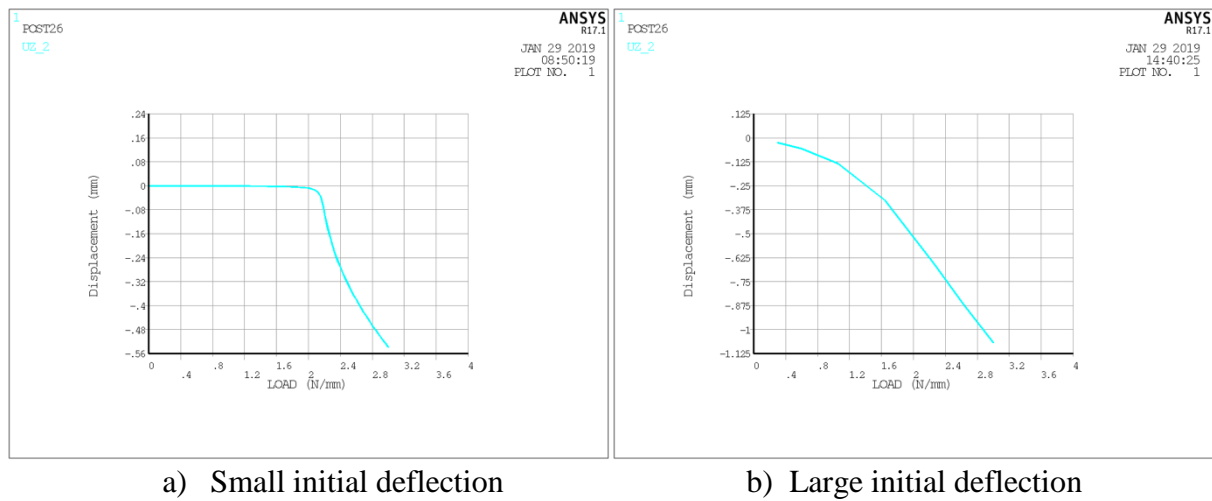 1
POST26
UZ_2
ANSYS
R17.1
JAN 29 2019
08:50:19
PLOT NO. 1
.24
.16
.08
0
-.08
-.16
-.24
-.32
-.4
-.48
-.56
Displacement (mm)
0 .4 .8 1.2 1.6 2 2.4 2.8 3.2 3.6 4
LOAD (N/mm)
a) Small initial deflection
1
POST26
UZ_2
ANSYS
R17.1
JAN 29 2019
14:40:25
PLOT NO. 1
.125
0
-.125
-.25
-.375
-.5
-.625
-.75
-.875
-1
-1.125
Displacement (mm)
0 .4 .8 1.2 1.6 2 2.4 2.8 3.2 3.6 4
LOAD (N/mm)
b) Large initial deflection